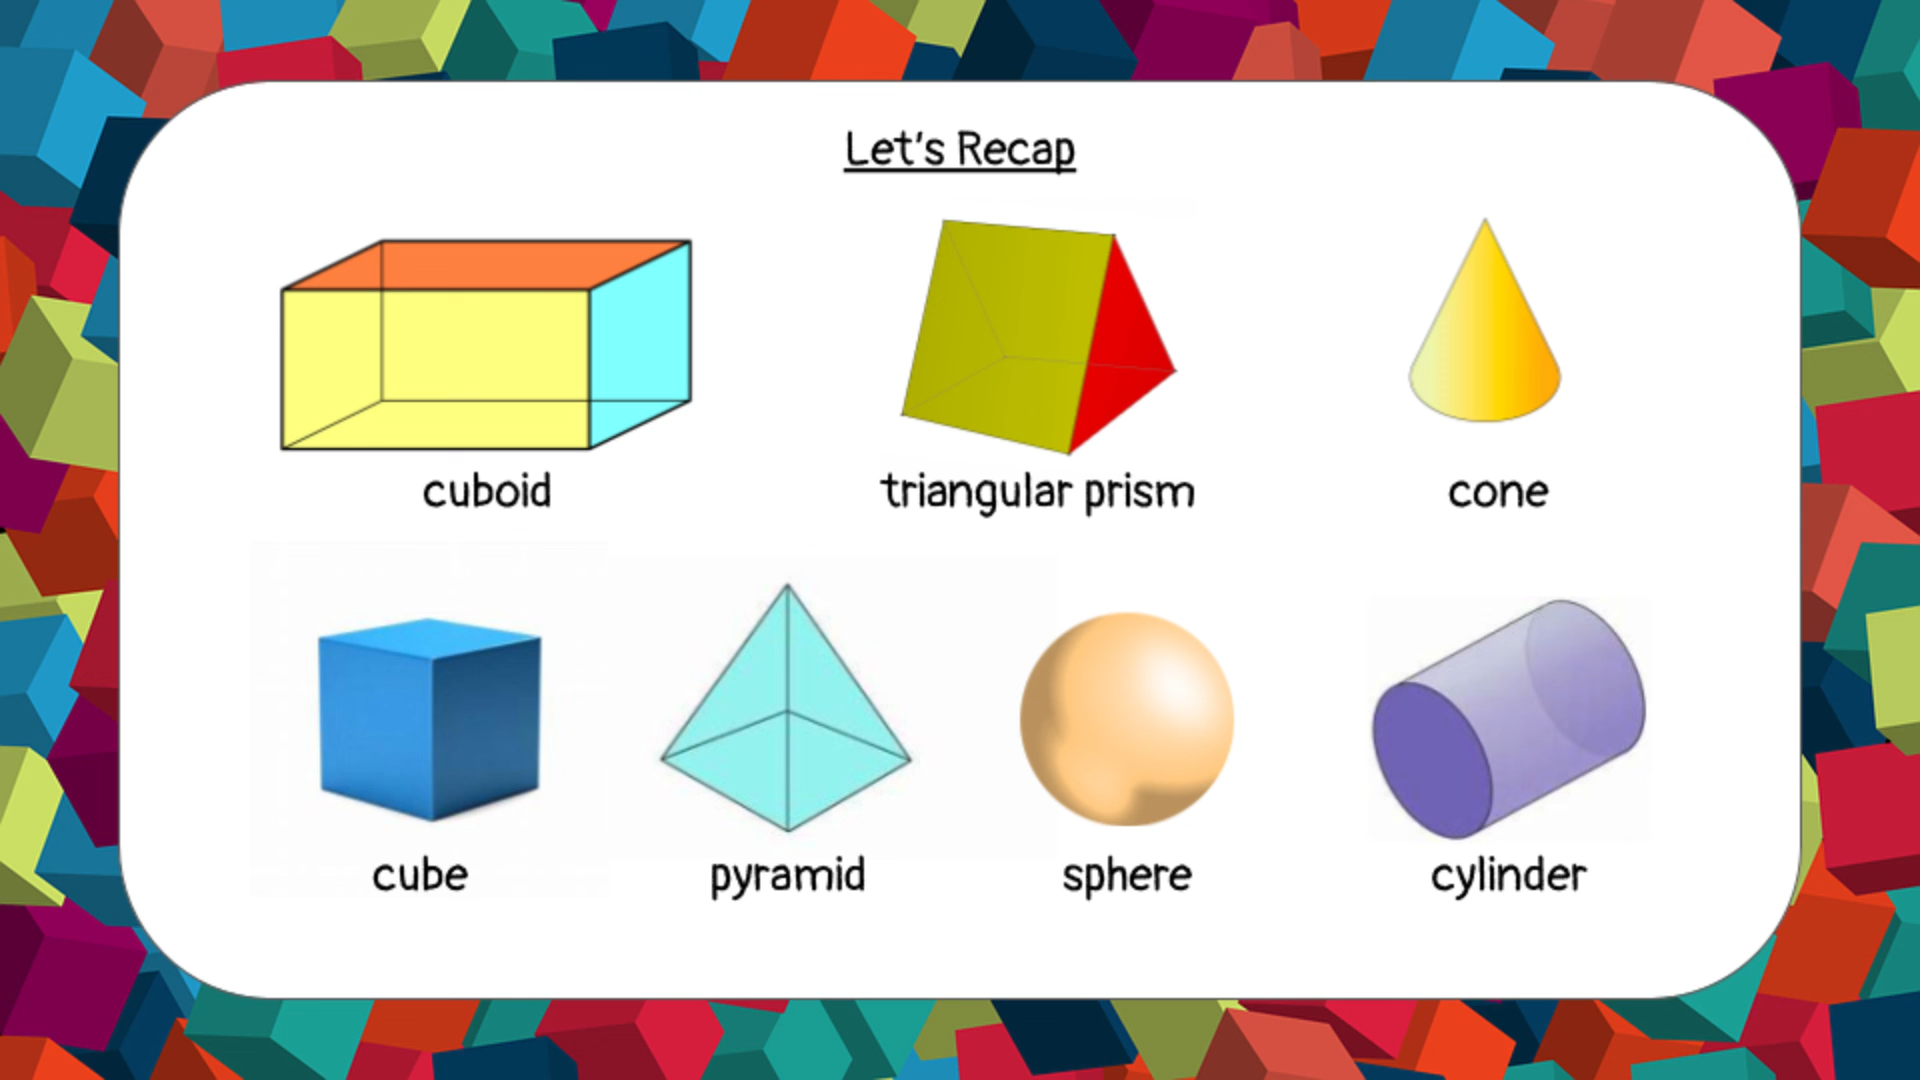 Let's Recap
cuboid
triangular prism
cone
cube
pyramid
sphere
cylinder